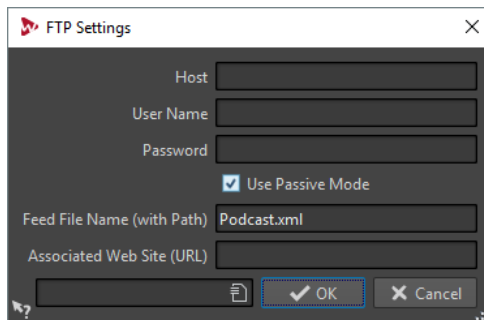 FTP Settings
Host
User Name
Password
Use Passive Mode
Feed File Name (with Path) Podcast.xml
Associated Web Site (URL)
OK Cancel